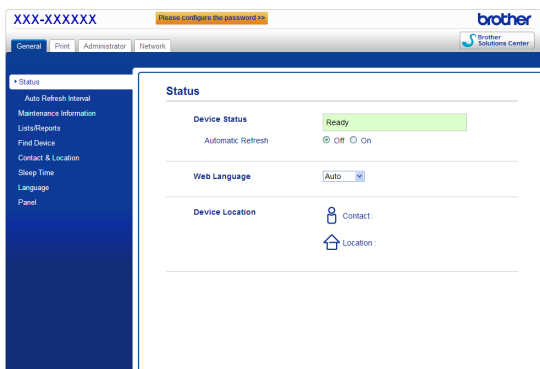 XXX-XXXXXX
Please configure the password >>
brother
General Print Administrator Network
Brother
Solutions Center
Status
Auto Refresh Interval
Maintenance Information
Lists/Reports
Find Device
Contact & Location
Sleep Time
Language
Panel
Status
Device Status Ready
Automatic Refresh Off On
Web Language Auto
Device Location Contact :
Location :